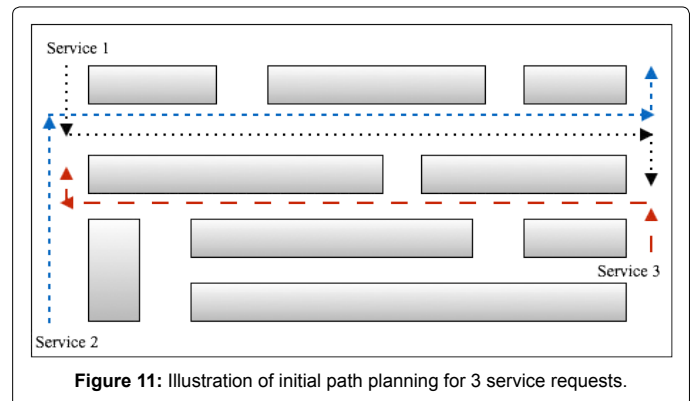 Service 1
Service 3
Service 2
Figure 11: Illustration of initial path planning for 3 service requests.